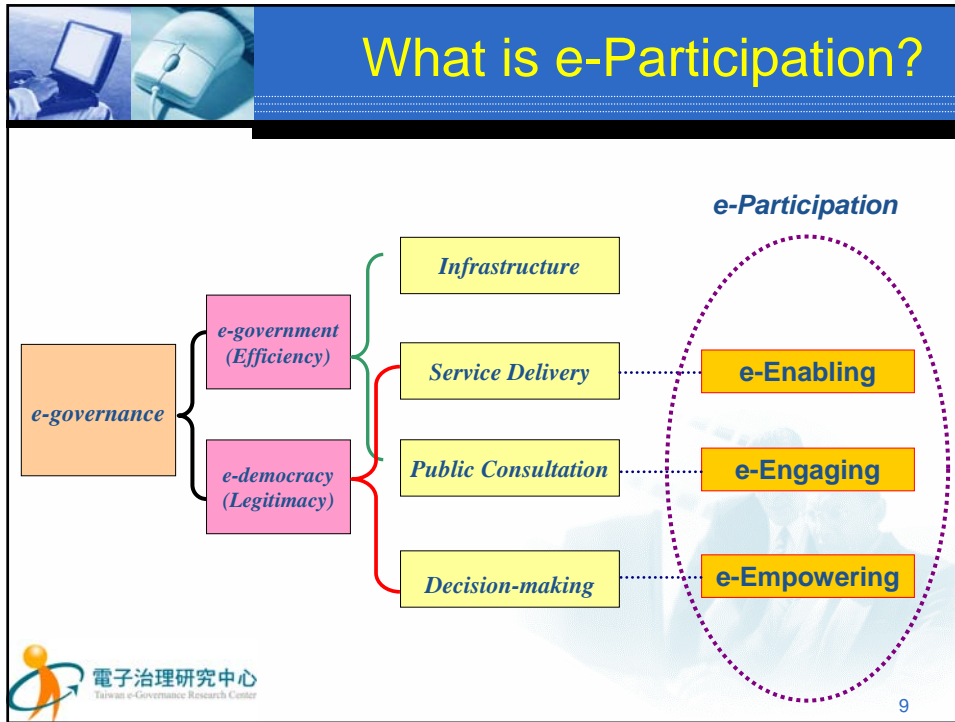 What is e-Participation?
e-Participation
Infrastructure
e-government
(Efficiency)
Service Delivery
e-Enabling
e-governance
Public Consultation
e-Engaging
e-democracy
(Legitimacy)
Decision-making
e-Empowering
電子治理研究中心
Taiwan e-Governance Research Center
9